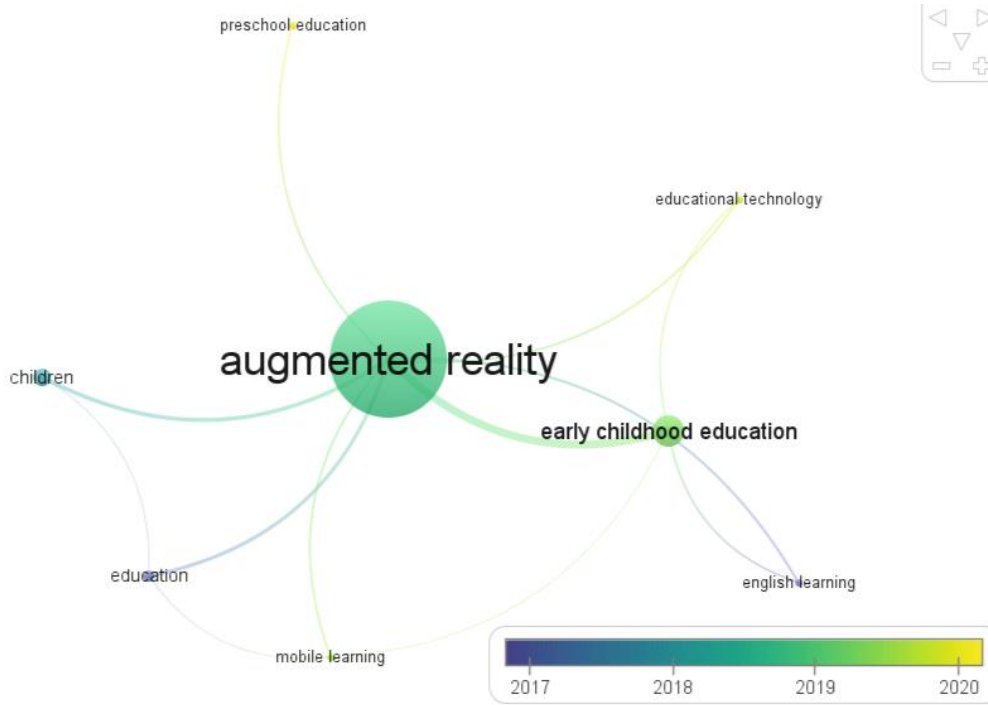 preschool education
educational technology
augmented reality
children
early childhood education
education
english learning
mobile learning
2017
2018
2019
2020